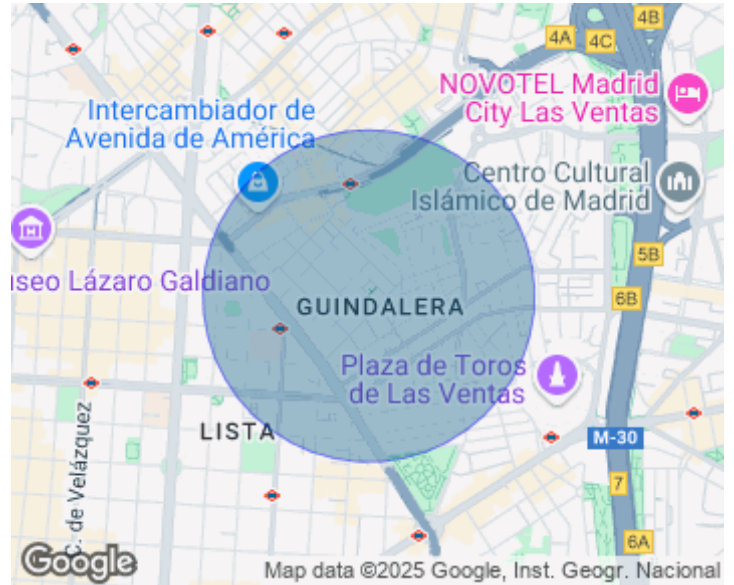 4B
4A
4C
NOVOTEL Madrid
City Las Ventas
Intercambiador de
Avenida de América
Centro Cultural
Islámico de Madrid
5B
useo Lázaro Galdiano
6B
GUINDALERA
Plaza de Toros
de Las Ventas
LISTA
M-30
C. de Velázquez
7
6A
Google
Map data ©2025 Google, Inst. Geogr. Nacional